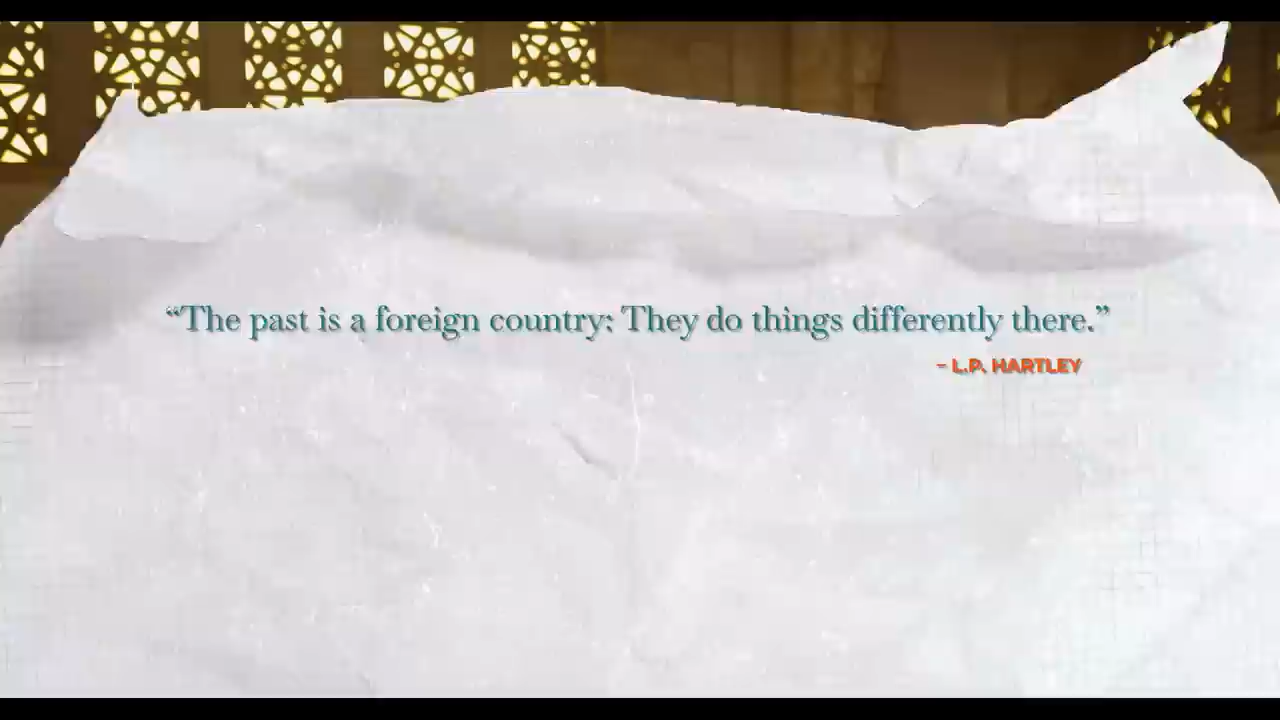 “The past is a foreign country: They do things differently there.”
– L.P. HARTLEY